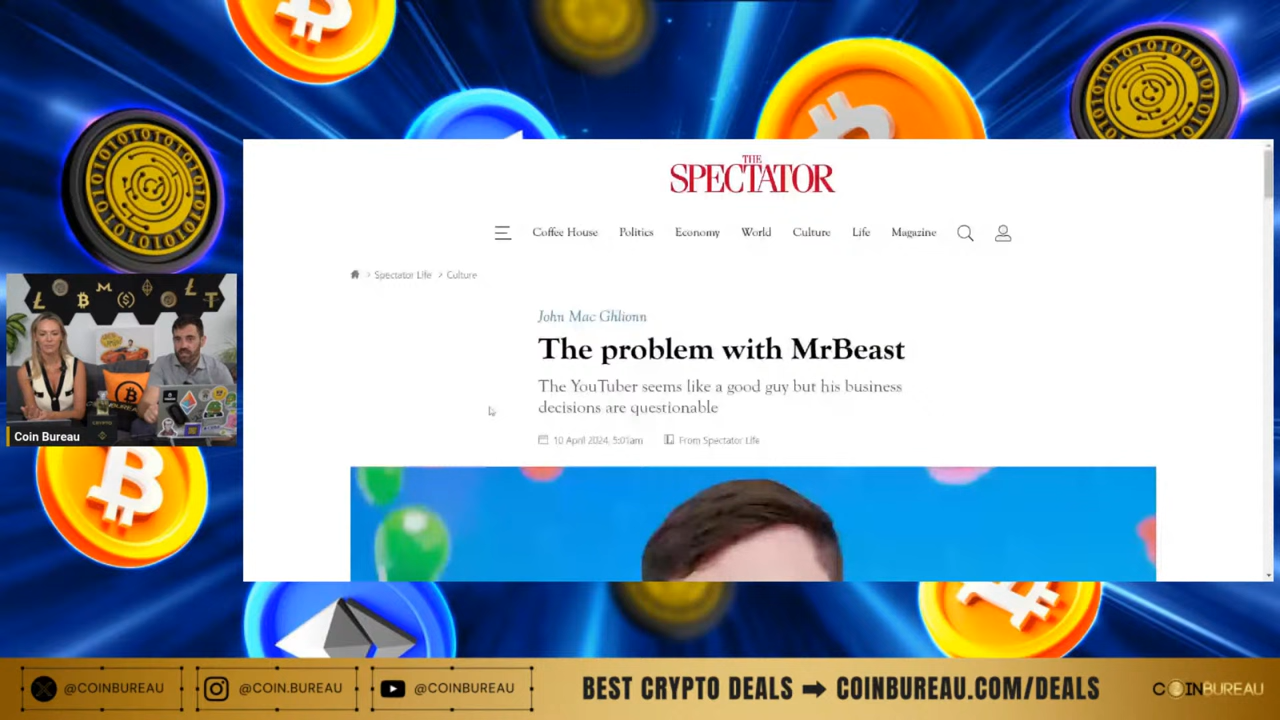 THE
SPECTATOR
Coffee House Politics Economy World Culture Life Magazine
> Spectator Life > Culture
John Mac Ghlionn
The problem with MrBeast
The YouTuber seems like a good guy but his business
decisions are questionable
10 April 2024, 5:01am From Spectator Life
Coin Bureau
@COINBUREAU @COIN.BUREAU @COINBUREAU
BEST CRYPTO DEALS ➡ COINBUREAU.COM/DEALS
COINBUREAU